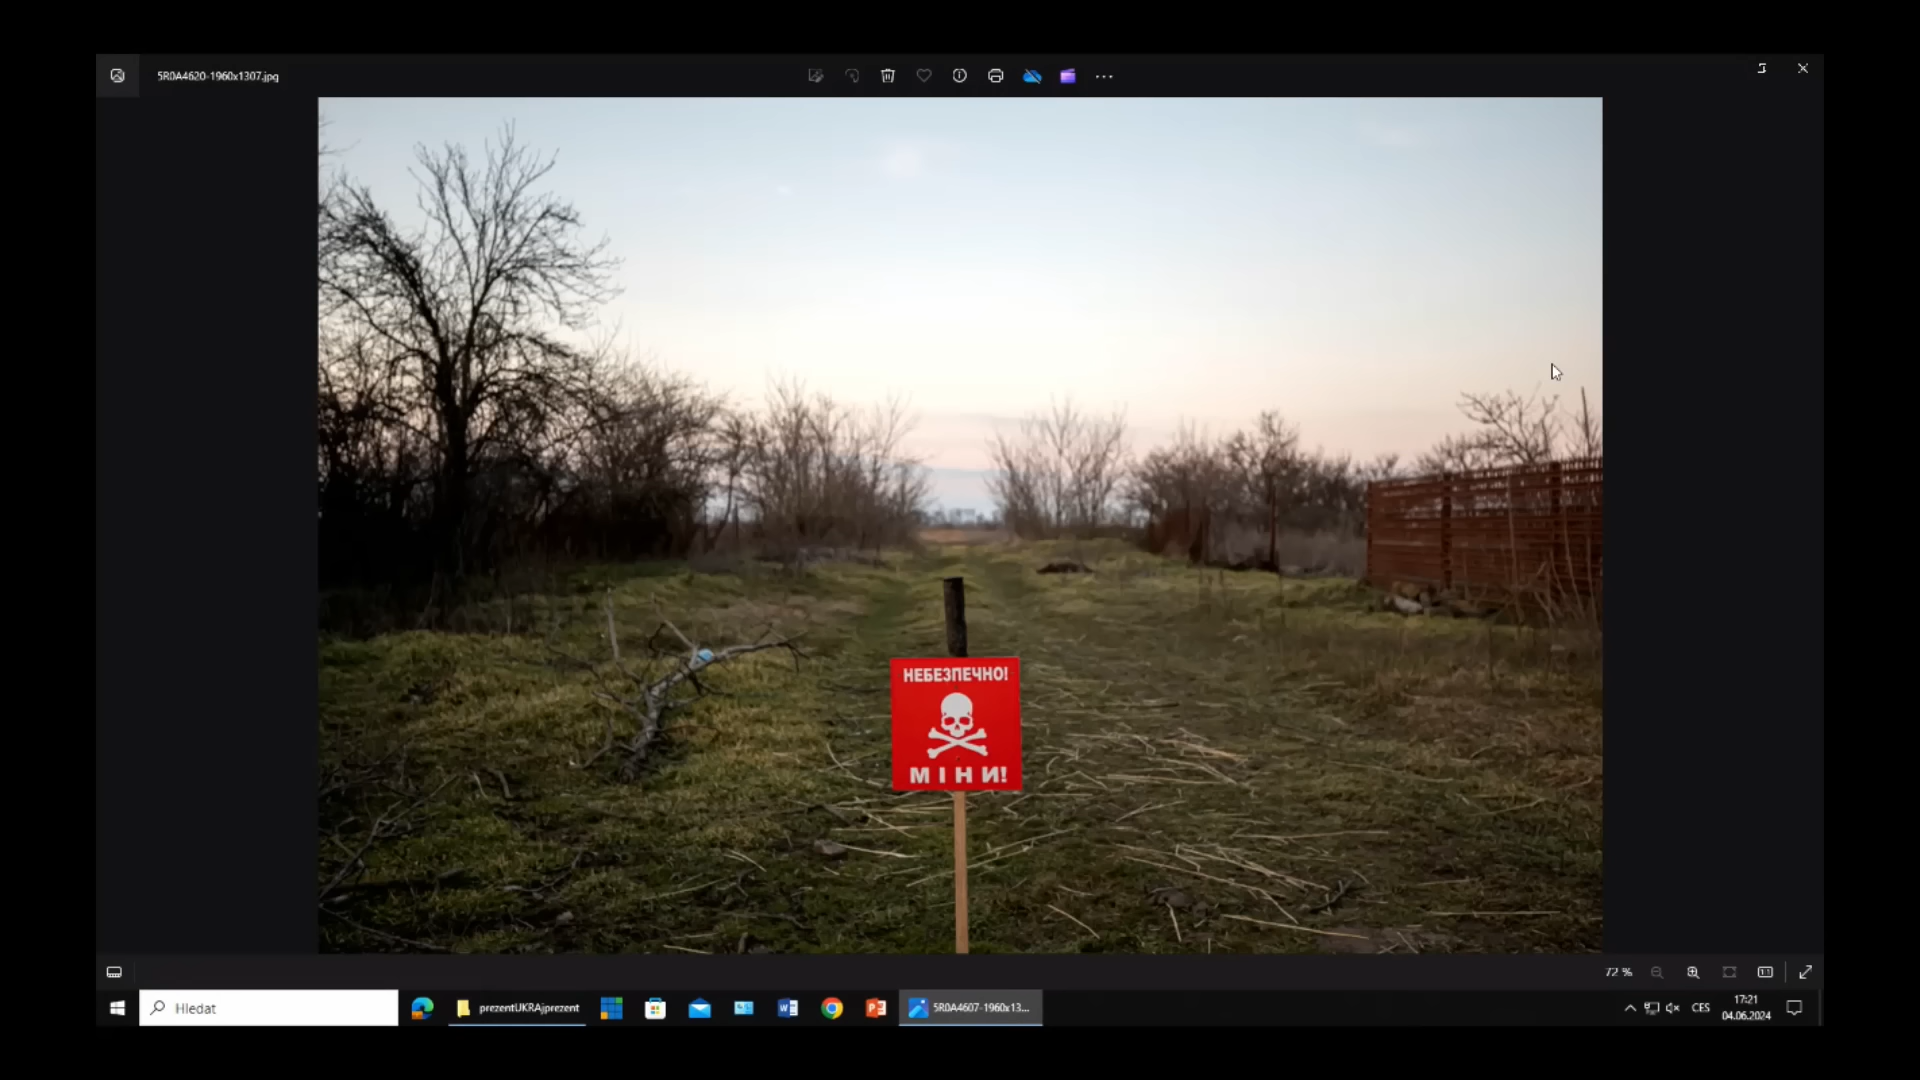 5R0A4620-1960x1307.jpg
НЕБЕЗПЕЧНО!
МІНИ!
72 %
Hledat
prezentUKRAjprezent
5R0A4607-1960x13...
CES
17:21
04.06.2024